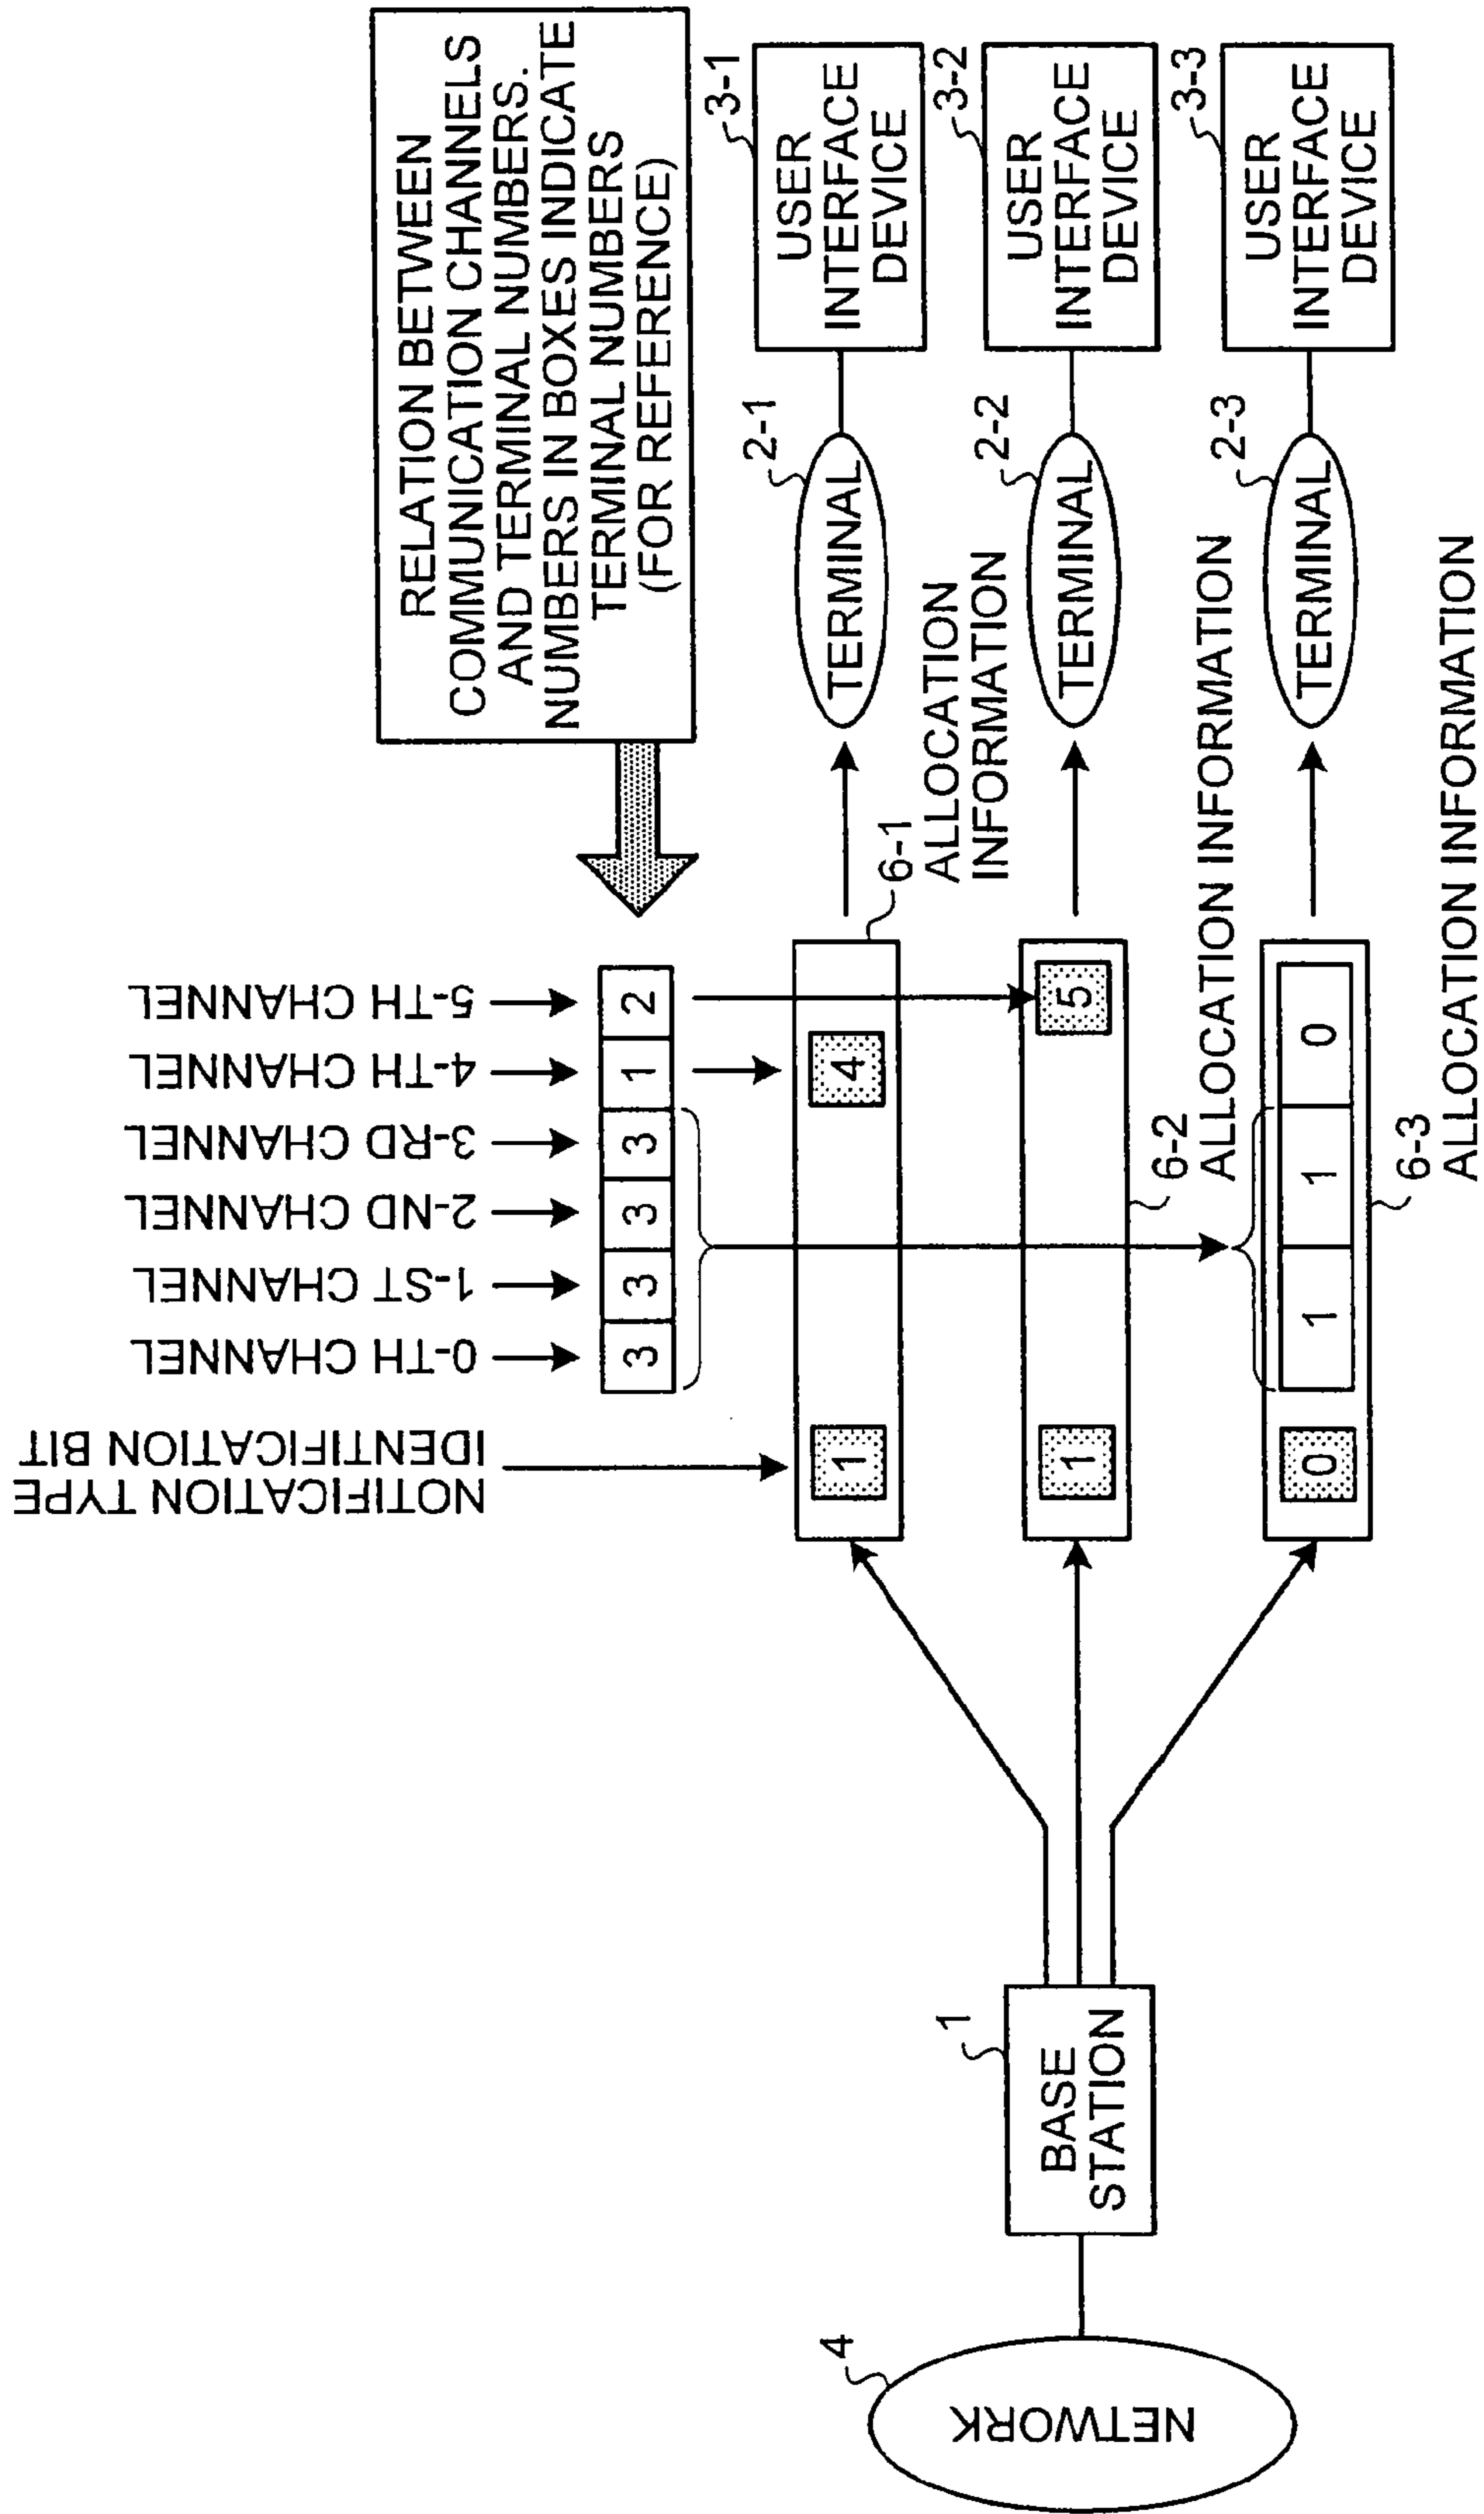 NOTIFICATION TYPE
IDENTIFICATION BIT
0-TH CHANNEL
1-ST CHANNEL
2-ND CHANNEL
3-RD CHANNEL
4-TH CHANNEL
5-TH CHANNEL
3
3
3
3
1
2
RELATION BETWEEN
COMMUNICATION CHANNELS
AND TERMINAL NUMBERS.
NUMBERS IN BOXES INDICATE
TERMINAL NUMBERS
(FOR REFERENCE)
4
NETWORK
1
BASE
STATION
1
4
6-1
ALLOCATION
INFORMATION
2-1
TERMINAL
3-1
USER
INTERFACE
DEVICE
1
5
6-2
ALLOCATION INFORMATION
2-2
TERMINAL
3-2
USER
INTERFACE
DEVICE
0
1
1
0
6-3
ALLOCATION INFORMATION
2-3
TERMINAL
3-3
USER
INTERFACE
DEVICE